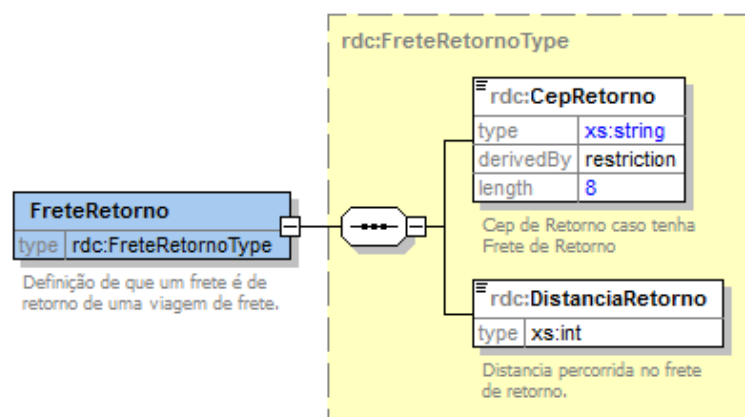 rdc:FreteRetornoType
rdc:CepRetorno
type xs:string
derivedBy restriction
length 8
Cep de Retorno caso tenha
Frete de Retorno
FreteRetorno
type rdc:FreteRetornoType
Definição de que um frete é de
retorno de uma viagem de frete.
rdc:DistanciaRetorno
type xs:int
Distancia percorrida no frete
de retorno.